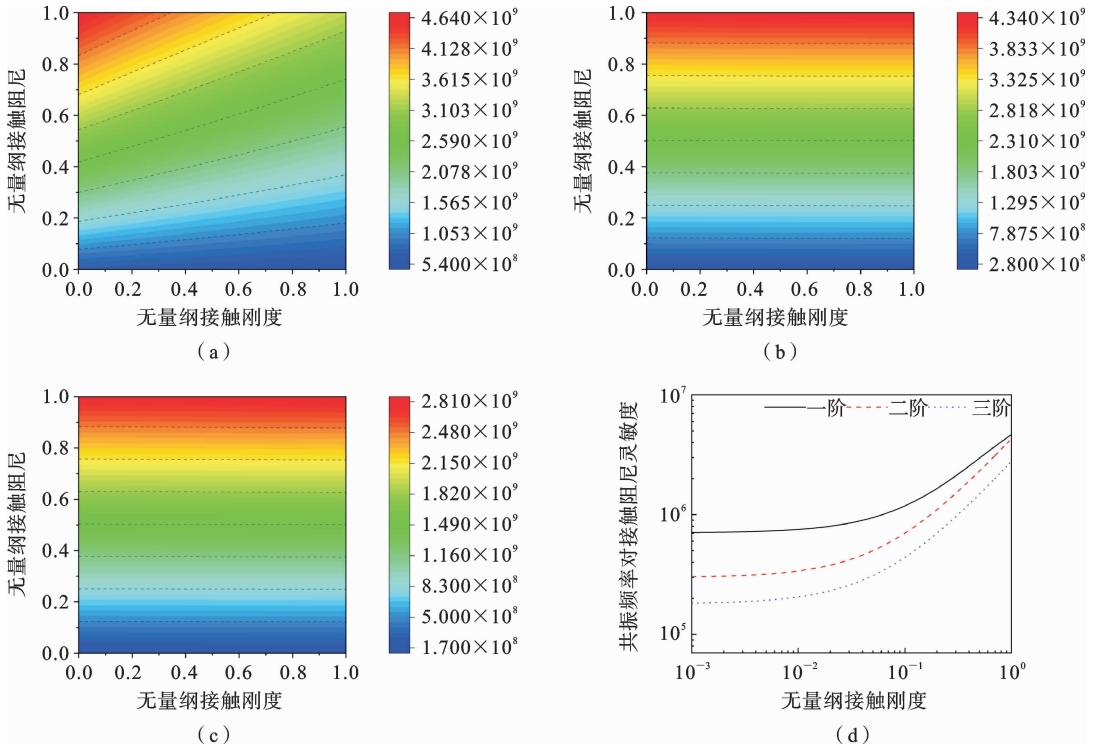 无量纲接触阻尼
1.0
0.8
0.6
0.4
0.2
0.0
0.0 0.2 0.4 0.6 0.8 1.0
无量纲接触刚度
(a)
4.640×10⁹
4.128×10⁹
3.615×10⁹
3.103×10⁹
2.590×10⁹
2.078×10⁹
1.565×10⁹
1.053×10⁹
5.400×10⁸
无量纲接触阻尼
1.0
0.8
0.6
0.4
0.2
0.0
0.0 0.2 0.4 0.6 0.8 1.0
无量纲接触刚度
(b)
4.340×10⁹
3.833×10⁹
3.325×10⁹
2.818×10⁹
2.310×10⁹
1.803×10⁹
1.295×10⁹
7.875×10⁸
2.800×10⁸
无量纲接触阻尼
1.0
0.8
0.6
0.4
0.2
0.0
0.0 0.2 0.4 0.6 0.8 1.0
无量纲接触刚度
(c)
2.810×10⁹
2.480×10⁹
2.150×10⁹
1.820×10⁹
1.490×10⁹
1.160×10⁹
8.300×10⁸
5.000×10⁸
1.700×10⁸
共振频率对接触阻尼灵敏度
10⁷
10⁶
10⁵
一阶 二阶 三阶
10⁻³ 10⁻² 10⁻¹ 10⁰
无量纲接触刚度
(d)